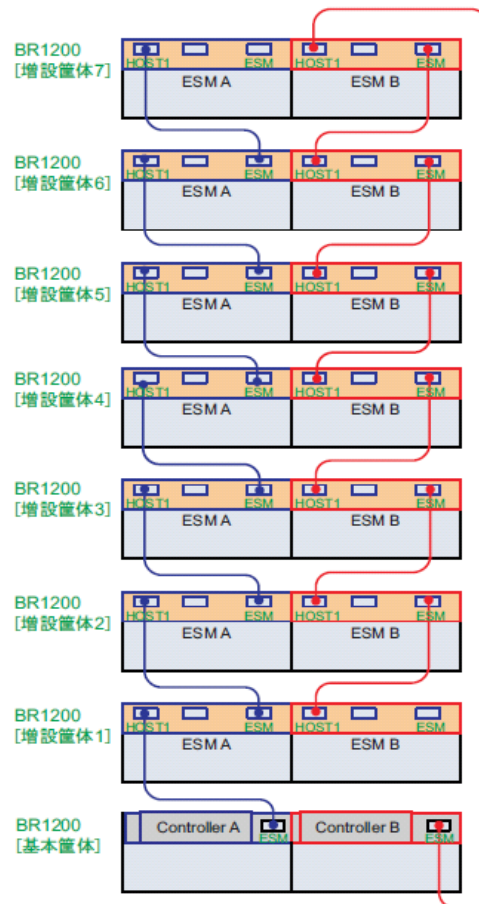 BR1200
[増設筐体7]
HOST1 ESM HOST1 ESM
ESM A ESM B
BR1200
[増設筐体6]
HOST1 ESM HOST1 ESM
ESM A ESM B
BR1200
[増設筐体5]
HOST1 ESM HOST1 ESM
ESM A ESM B
BR1200
[増設筐体4]
HOST1 ESM HOST1 ESM
ESM A ESM B
BR1200
[増設筐体3]
HOST1 ESM HOST1 ESM
ESM A ESM B
BR1200
[増設筐体2]
HOST1 ESM HOST1 ESM
ESM A ESM B
BR1200
[増設筐体1]
HOST1 ESM HOST1 ESM
ESM A ESM B
BR1200
[基本筐体]
Controller A ESM Controller B ESM